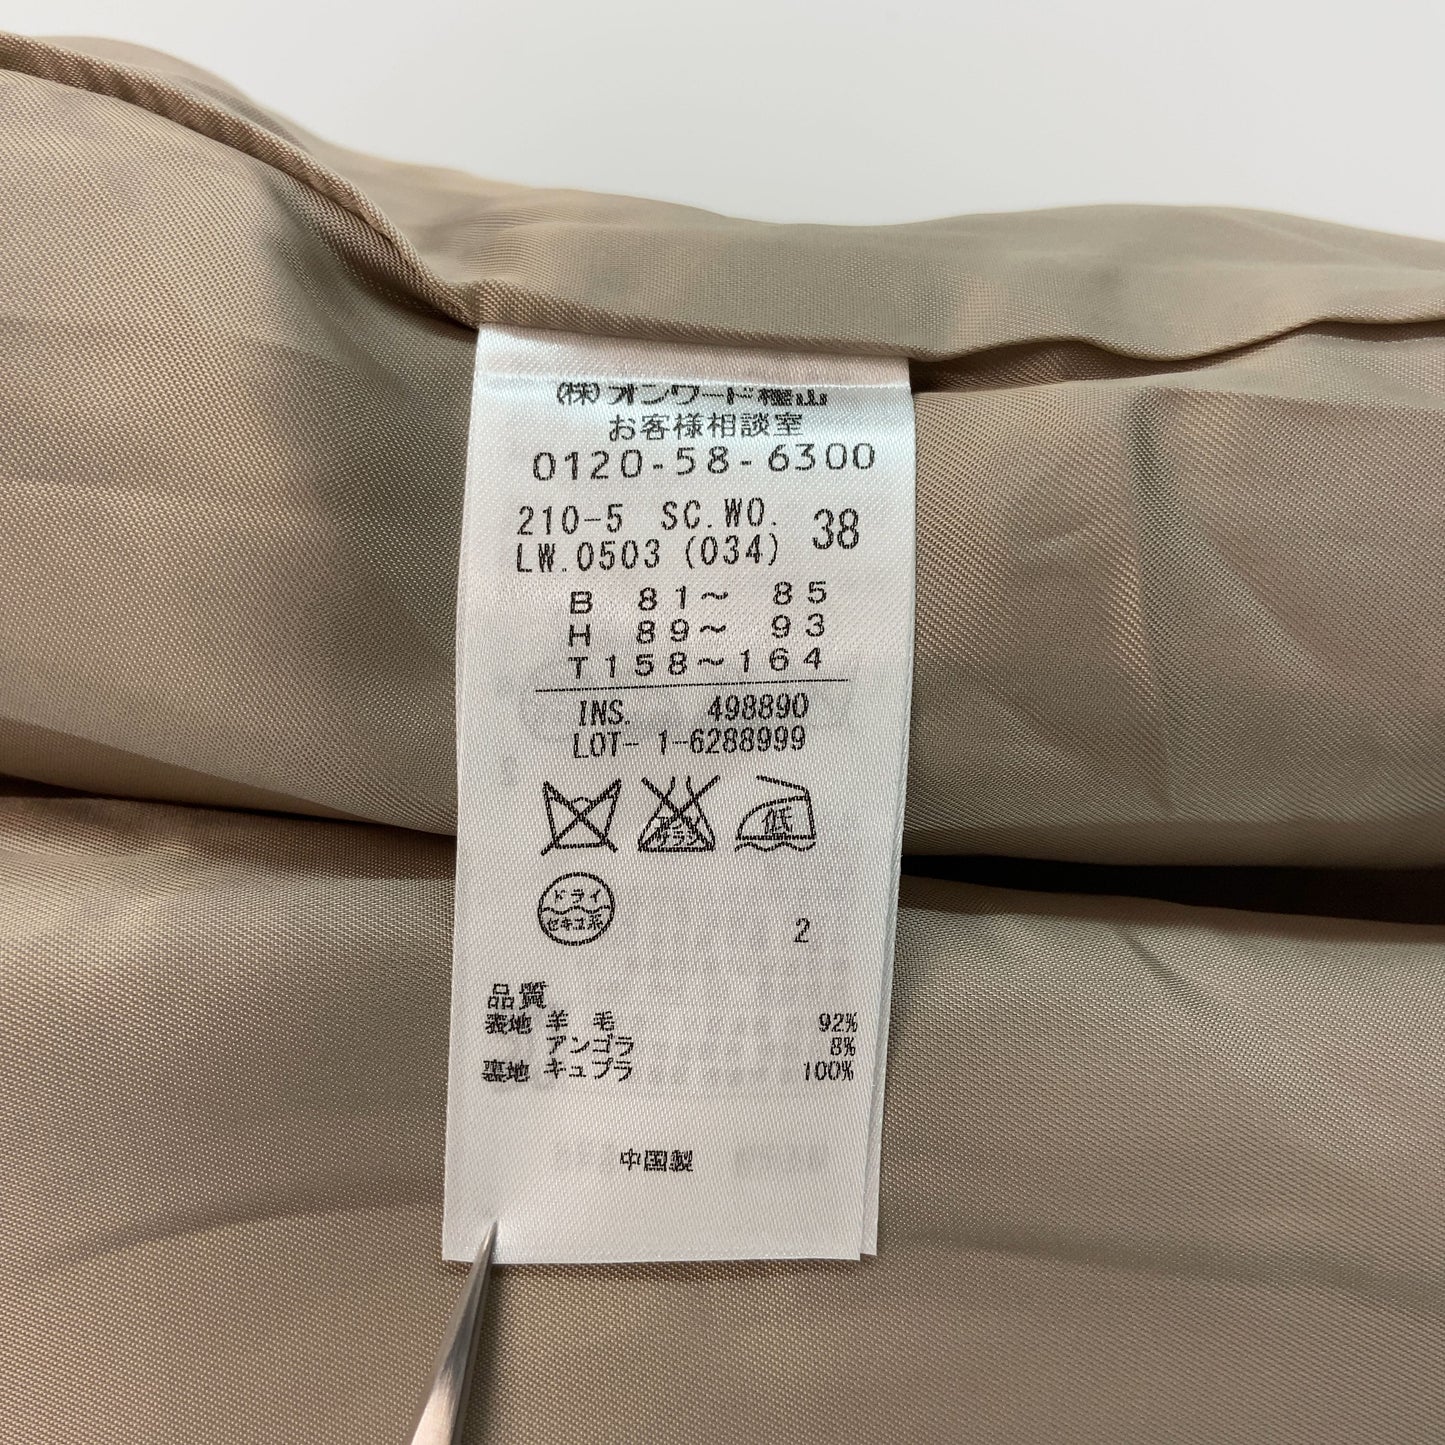 (株)オンワード樫山
お客様相談室
0120-58-6300
210-5 SC.WO. 38
LW.0503 (034)
B 81〜 85
H 89〜 93
T158〜164
INS. 498890
LOT- 1-6288999
低
ドライ
セキユ系
2
品質
表地 羊 毛 92%
アンゴラ 8%
裏地 キュプラ 100%
中国製